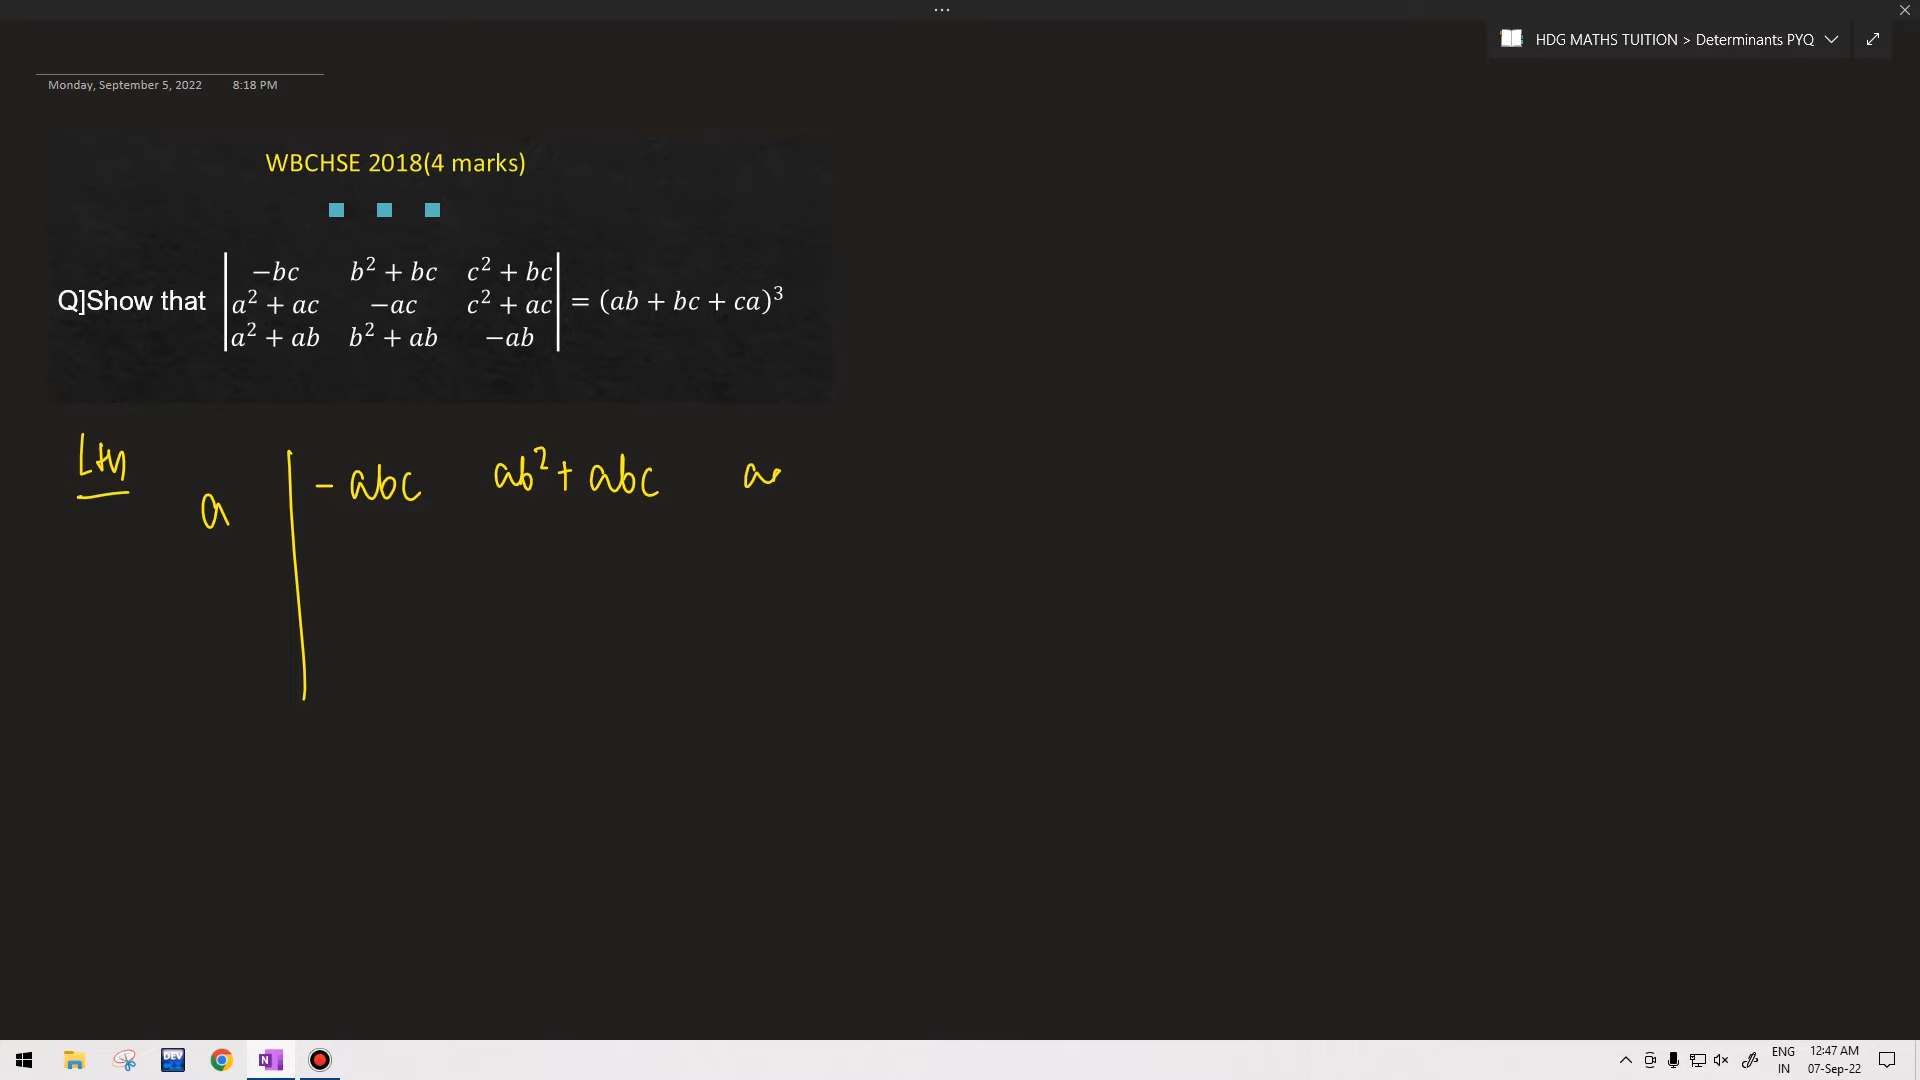 HDG MATHS TUITION > Determinants PYQ
Monday, September 5, 2022 8:18 PM
WBCHSE 2018(4 marks)
−bc b² + bc c² + bc
Q]Show that a² + ac −ac c² + ac = (ab + bc + ca)³
a² + ab b² + ab −ab
- abc ab² + abc
a
DEV
N
ENG 12:47 AM
IN 07-Sep-22